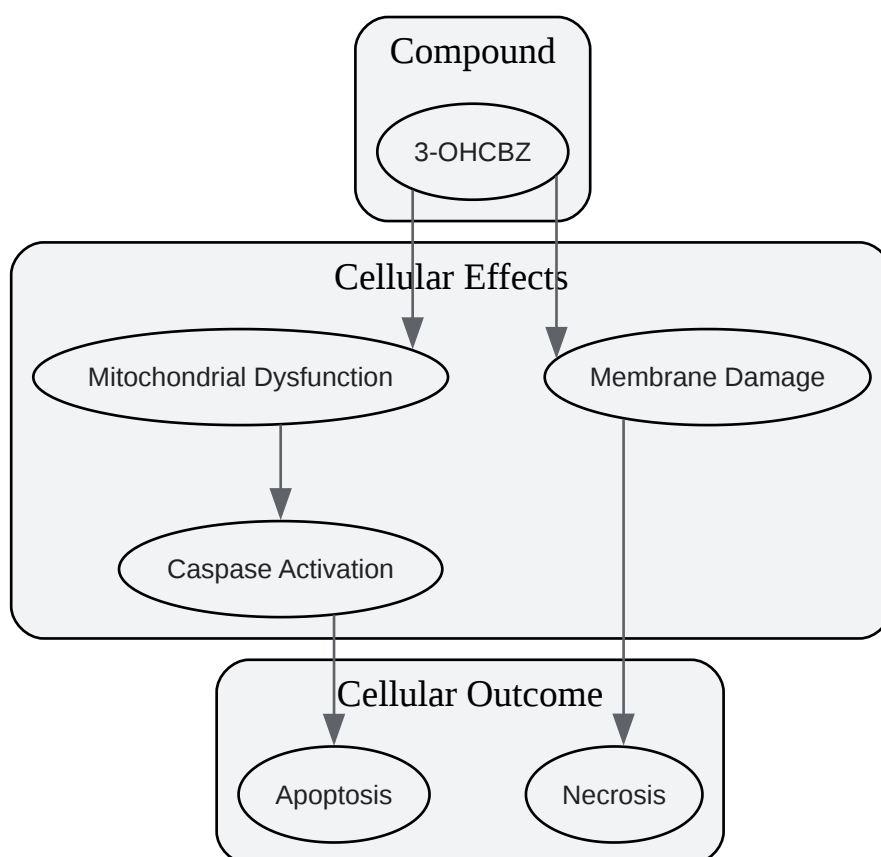 Compound
3-OHCBZ
Cellular Effects
Mitochondrial Dysfunction
Membrane Damage
Caspase Activation
Cellular Outcome
Apoptosis
Necrosis